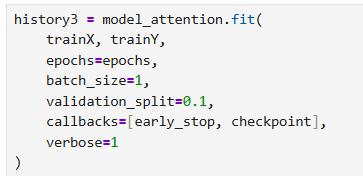 history3 = model_attention.fit(
    trainX, trainY,
    epochs=epochs,
    batch_size=1,
    validation_split=0.1,
    callbacks=[early_stop, checkpoint],
    verbose=1
)